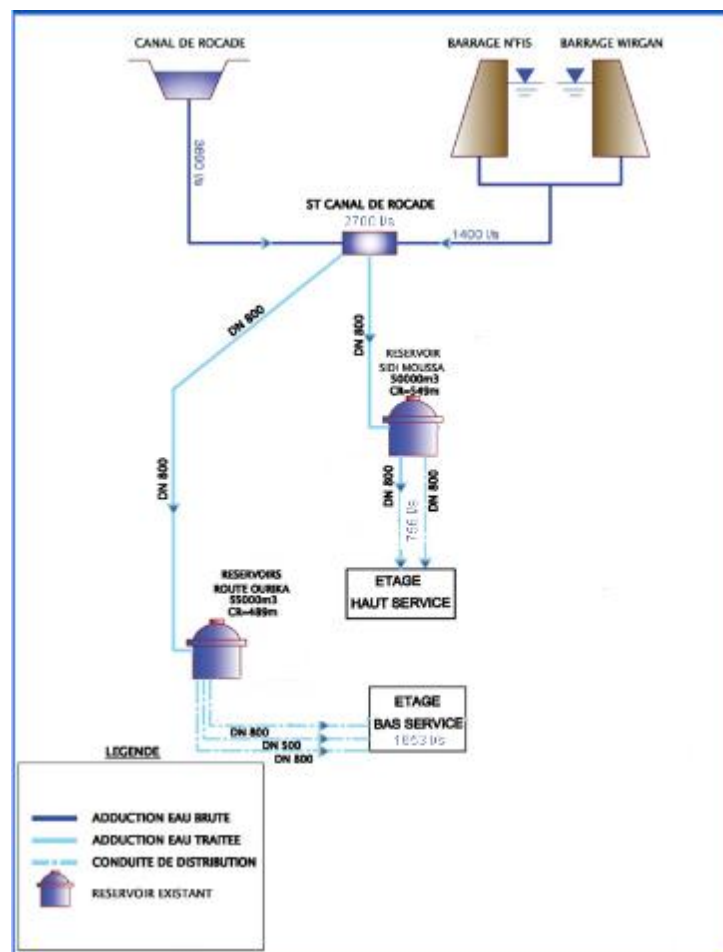 CANAL DE ROCADE
BARRAGE N'FIS
BARRAGE WIRGAN
ST CANAL DE ROCADE
2700 l/s
1400 l/s
DN 800
DN 800
RESERVOIR
SIDI MOUSSA
50000m3
CR=549m
DN 800
DN 800
DN 800
ETAGE
HAUT SERVICE
RESERVOIRS
ROUTE OURIKA
55000m3
CR=489m
ETAGE
BAS SERVICE
1653 l/s
DN 800
DN 500
DN 800
LEGENDE
ADDUCTION EAU BRUTE
ADDUCTION EAU TRAITEE
CONDUITE DE DISTRIBUTION
RESERVOIR EXISTANT